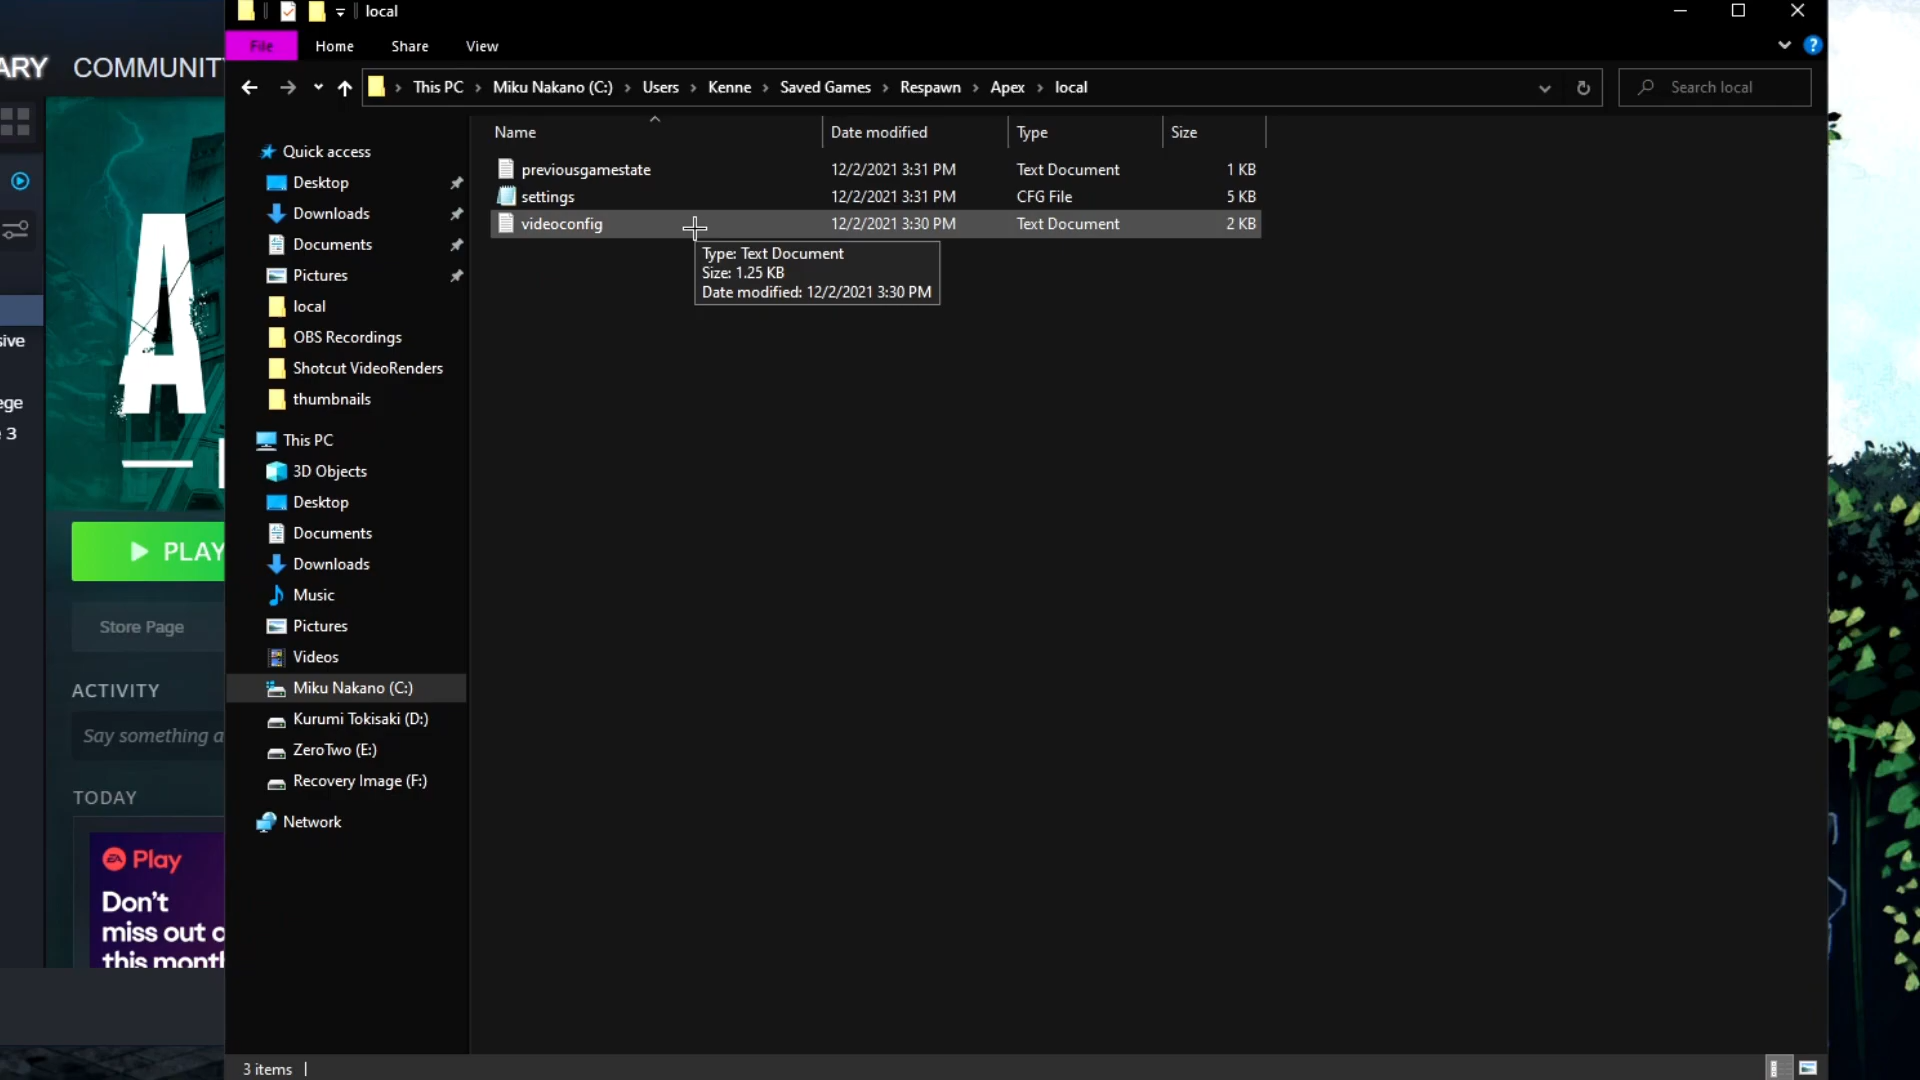 local
File Home Share View
This PC Miku Nakano (C:) Users Kenne Saved Games Respawn Apex local
Search local
ARY COMMUNIT
Name Date modified Type Size
previousgamestate 12/2/2021 3:31 PM Text Document 1 KB
settings 12/2/2021 3:31 PM CFG File 5 KB
videoconfig 12/2/2021 3:30 PM Text Document 2 KB
Type: Text Document
Size: 1.25 KB
Date modified: 12/2/2021 3:30 PM
Quick access
Desktop
Downloads
Documents
Pictures
local
OBS Recordings
Shotcut VideoRenders
thumbnails
This PC
3D Objects
Desktop
Documents
Downloads
Music
Pictures
Videos
Miku Nakano (C:)
Kurumi Tokisaki (D:)
ZeroTwo (E:)
Recovery Image (F:)
Network
3 items
sive
ege
3
A
PLAY
Store Page
ACTIVITY
Say something a
TODAY
EA Play
Don't
miss out o
this month